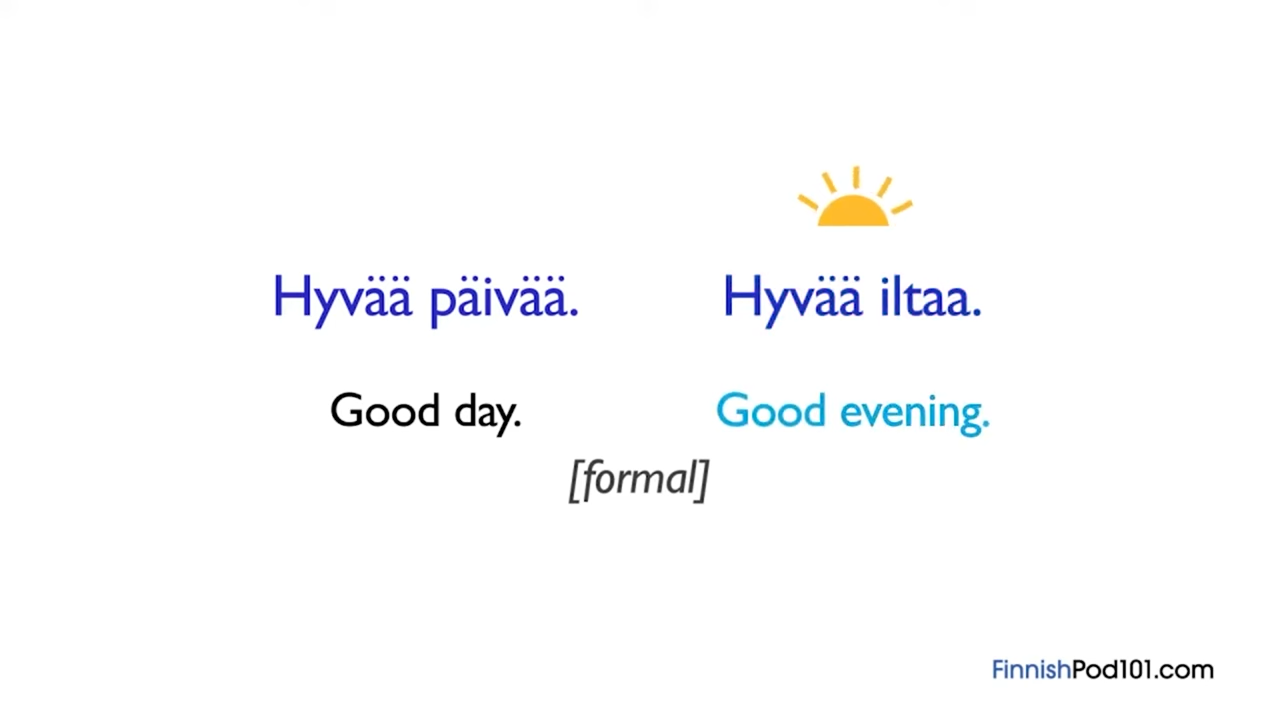 Hyvää päivää. Hyvää iltaa.
Good day. Good evening.
[formal]
FinnishPod101.com